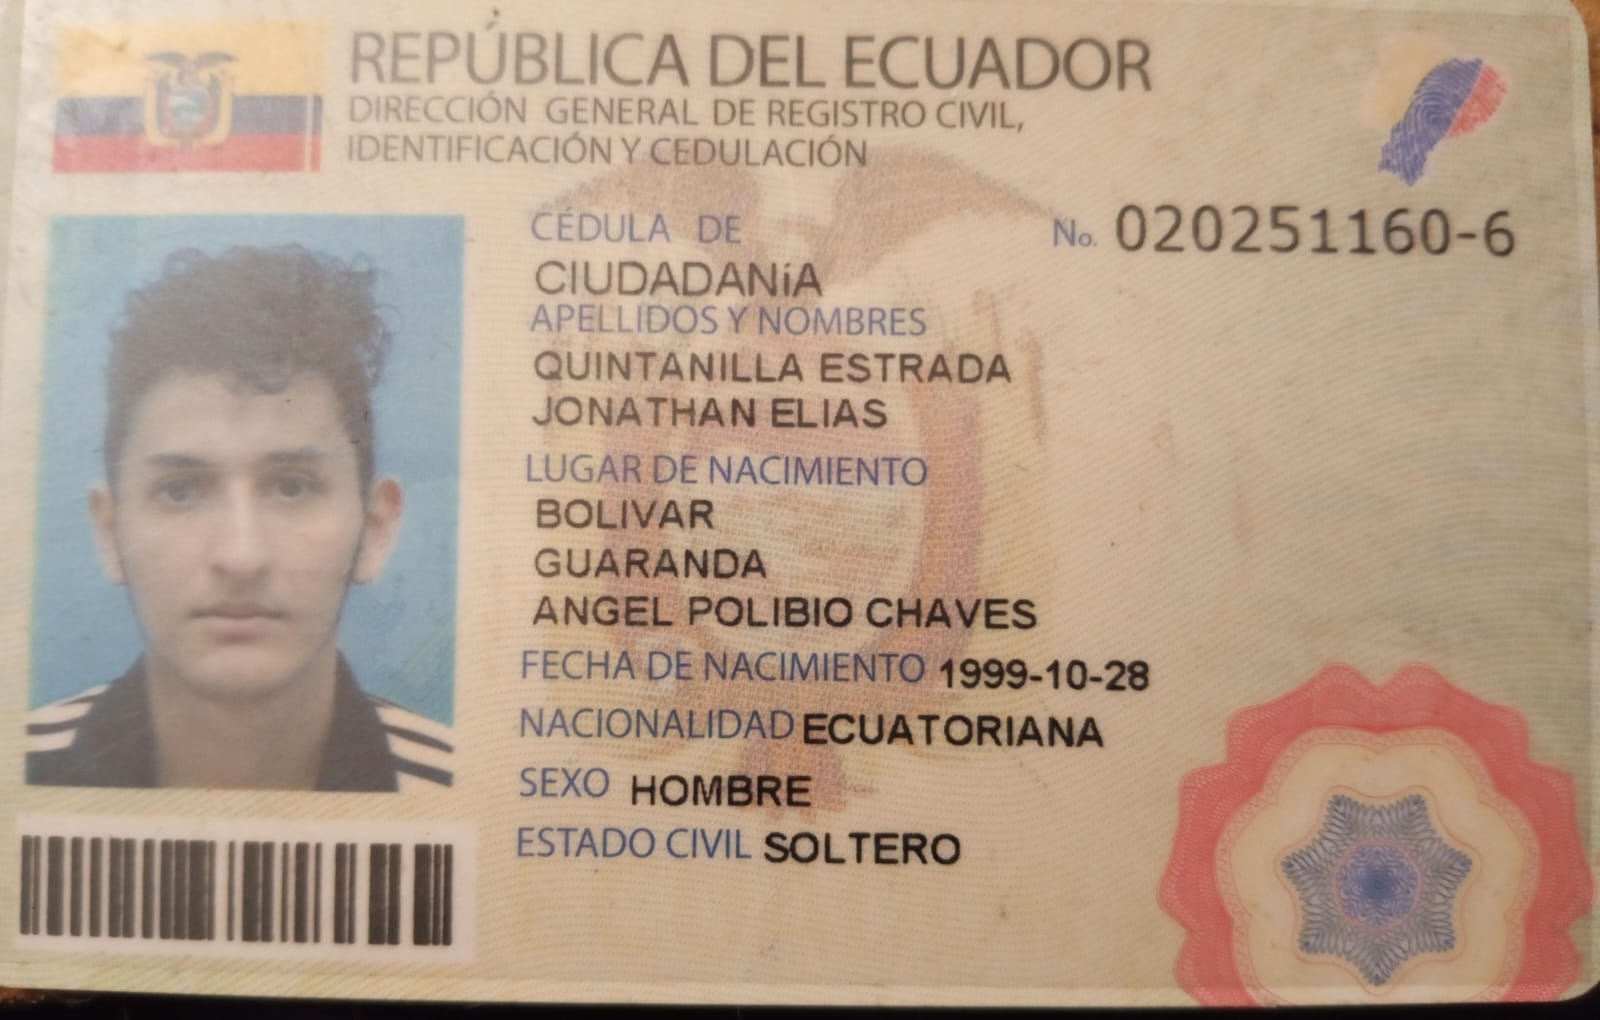 REPÚBLICA DEL ECUADOR
DIRECCIÓN GENERAL DE REGISTRO CIVIL,
IDENTIFICACIÓN Y CEDULACIÓN
CÉDULA DE No. 020251160-6
CIUDADANíA
APELLIDOS Y NOMBRES
QUINTANILLA ESTRADA
JONATHAN ELIAS
LUGAR DE NACIMIENTO
BOLIVAR
GUARANDA
ANGEL POLIBIO CHAVES
FECHA DE NACIMIENTO 1999-10-28
NACIONALIDAD ECUATORIANA
SEXO HOMBRE
ESTADO CIVIL SOLTERO